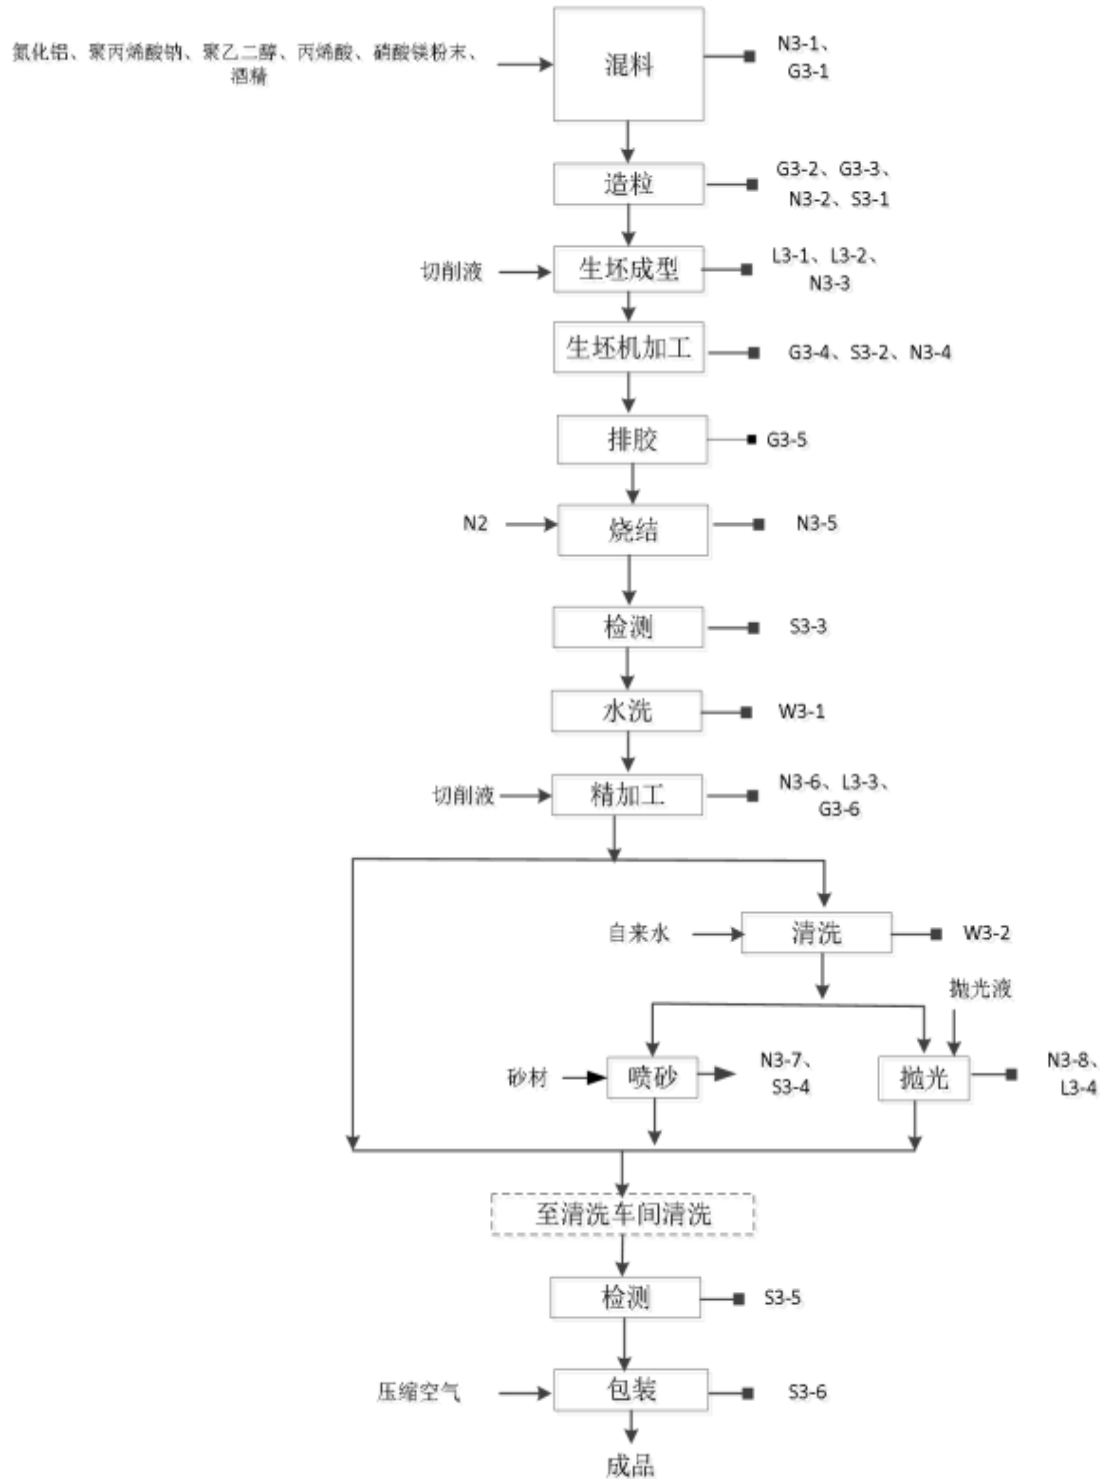 氮化铝、聚丙烯酸钠、聚乙二醇、丙烯酸、硝酸镁粉末、
酒精
混料
N3-1、
G3-1
造粒
G3-2、G3-3、
N3-2、S3-1
切削液
生坯成型
L3-1、L3-2、
N3-3
生坯机加工
G3-4、S3-2、N3-4
排胶
G3-5
N2
烧结
N3-5
检测
S3-3
水洗
W3-1
切削液
精加工
N3-6、L3-3、
G3-6
自来水
清洗
W3-2
抛光液
砂材
喷砂
N3-7、
S3-4
抛光
N3-8、
L3-4
至清洗车间清洗
检测
S3-5
压缩空气
包装
S3-6
成品